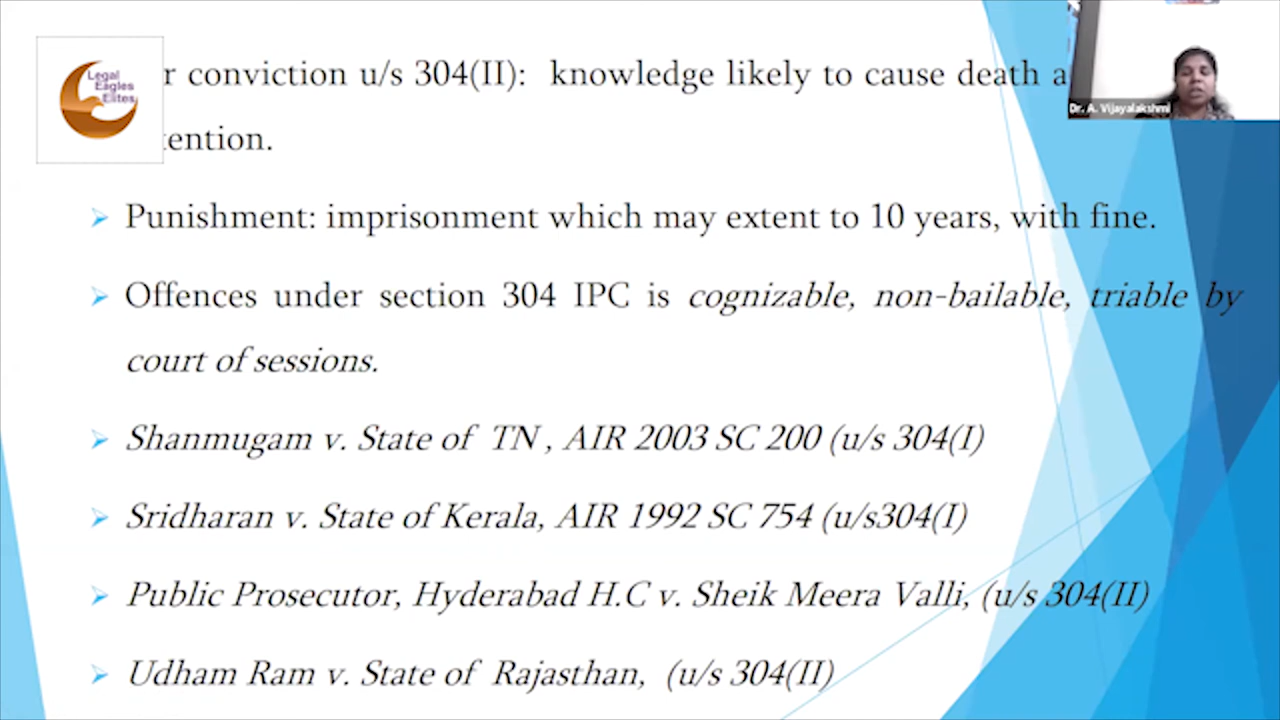 Legal
Eagles
Elites
r conviction u/s 304(II): knowledge likely to cause death a
tention.
Dr. A. Vijayalakshmi
➢ Punishment: imprisonment which may extent to 10 years, with fine.
➢ Offences under section 304 IPC is cognizable, non-bailable, triable by
court of sessions.
➢ Shanmugam v. State of TN , AIR 2003 SC 200 (u/s 304(I)
➢ Sridharan v. State of Kerala, AIR 1992 SC 754 (u/s304(I)
➢ Public Prosecutor, Hyderabad H.C v. Sheik Meera Valli, (u/s 304(II)
➢ Udham Ram v. State of Rajasthan, (u/s 304(II)